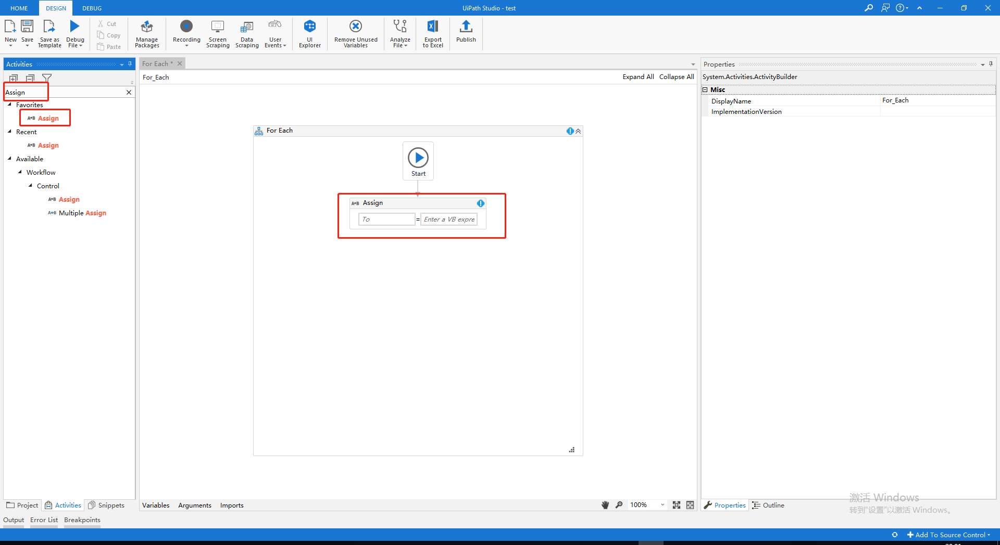 HOME DESIGN DEBUG UiPath Studio - test
New Save Save as Template Debug File Cut Copy Paste Manage Packages Recording Screen Scraping Data Scraping User Events UI Explorer Remove Unused Variables Analyze File Export to Excel Publish
Activities
Assign
Favorites
A+B Assign
Recent
A+B Assign
Available
Workflow
Control
A+B Assign
A+B Multiple Assign
Project Activities Snippets
For Each *
For_Each Expand All Collapse All
For Each
Start
A+B Assign
To = Enter a VB expre
Variables Arguments Imports 100%
Properties
System.Activities.ActivityBuilder
Misc
DisplayName For_Each
ImplementationVersion
激活 Windows
转到"设置"以激活 Windows。
Properties Outline
Output Error List Breakpoints
Add To Source Control